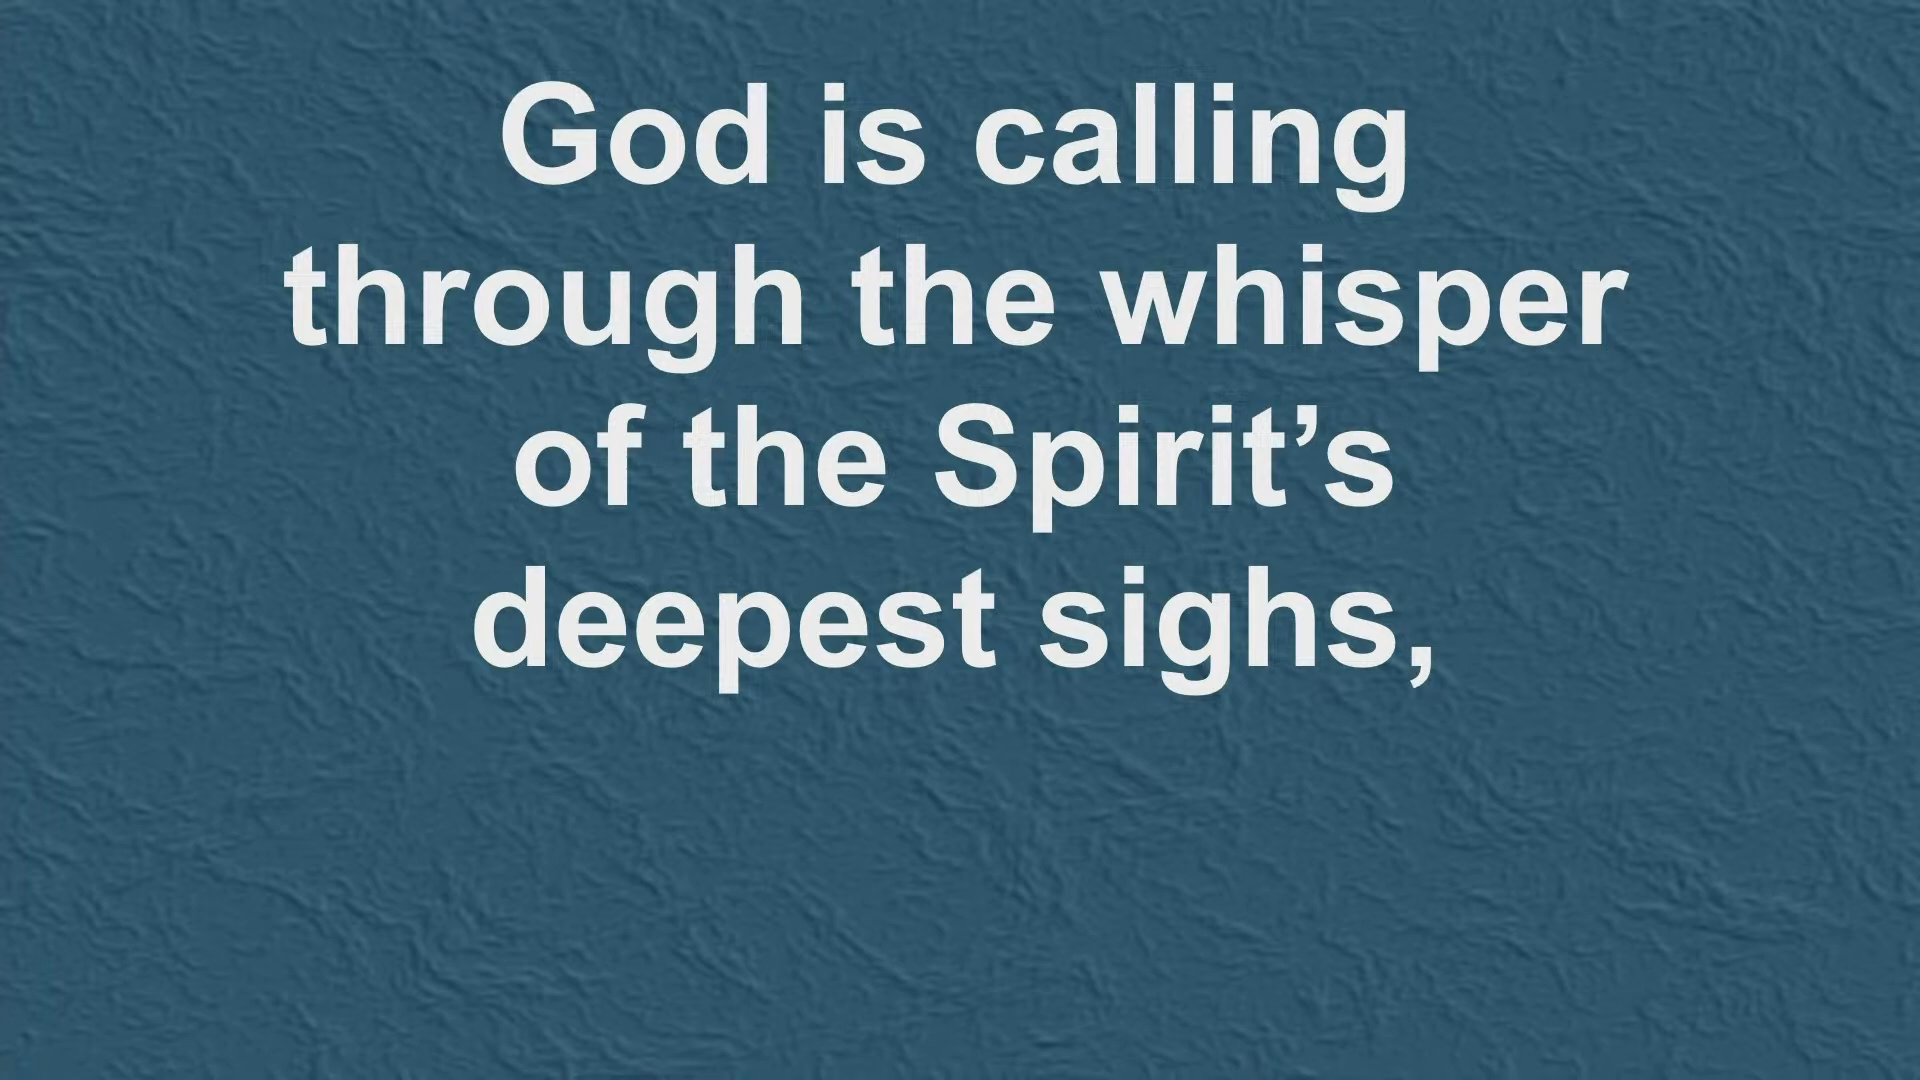 God is calling
through the whisper
of the Spirit’s
deepest sighs,